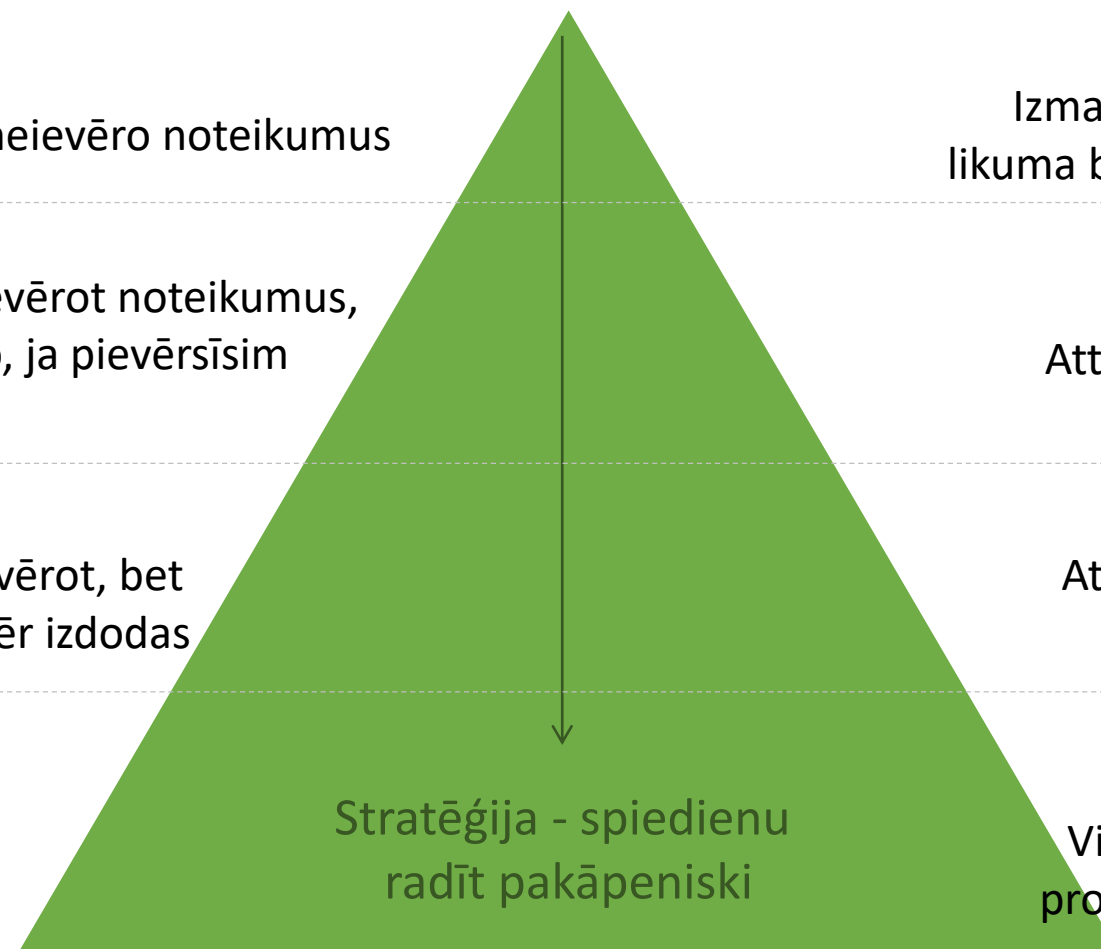 neievēro noteikumus
Izma
likuma b
evērot noteikumus,
, ja pievērsīsim
Att
vērot, bet
ēr izdodas
At
Stratēģija - spiedienu
radīt pakāpeniski
Vi
pro